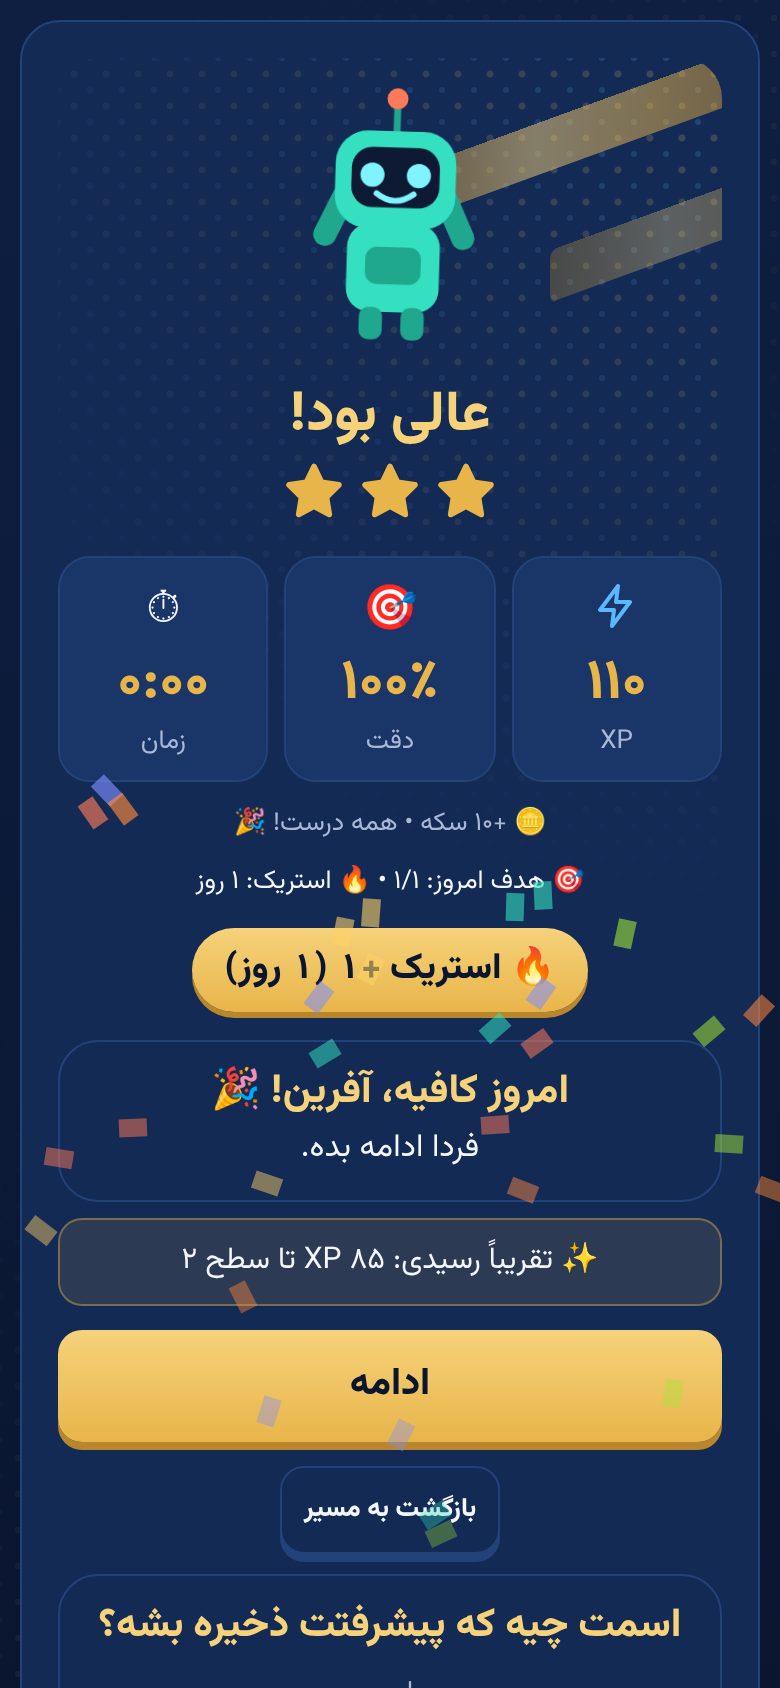 عالی بود!
۱۱۰
XP
۱۰۰٪
دقت
۰:۰۰
زمان
+۱۰ سکه • همه درست!
هدف امروز: ۱/۱ • استریک: ۱ روز
استریک +۱ (۱ روز)
امروز کافیه، آفرین!
فردا ادامه بده.
تقریباً رسیدی: ۸۵ XP تا سطح ۲
ادامه
بازگشت به مسیر
اسمت چیه که پیشرفتت ذخیره بشه؟